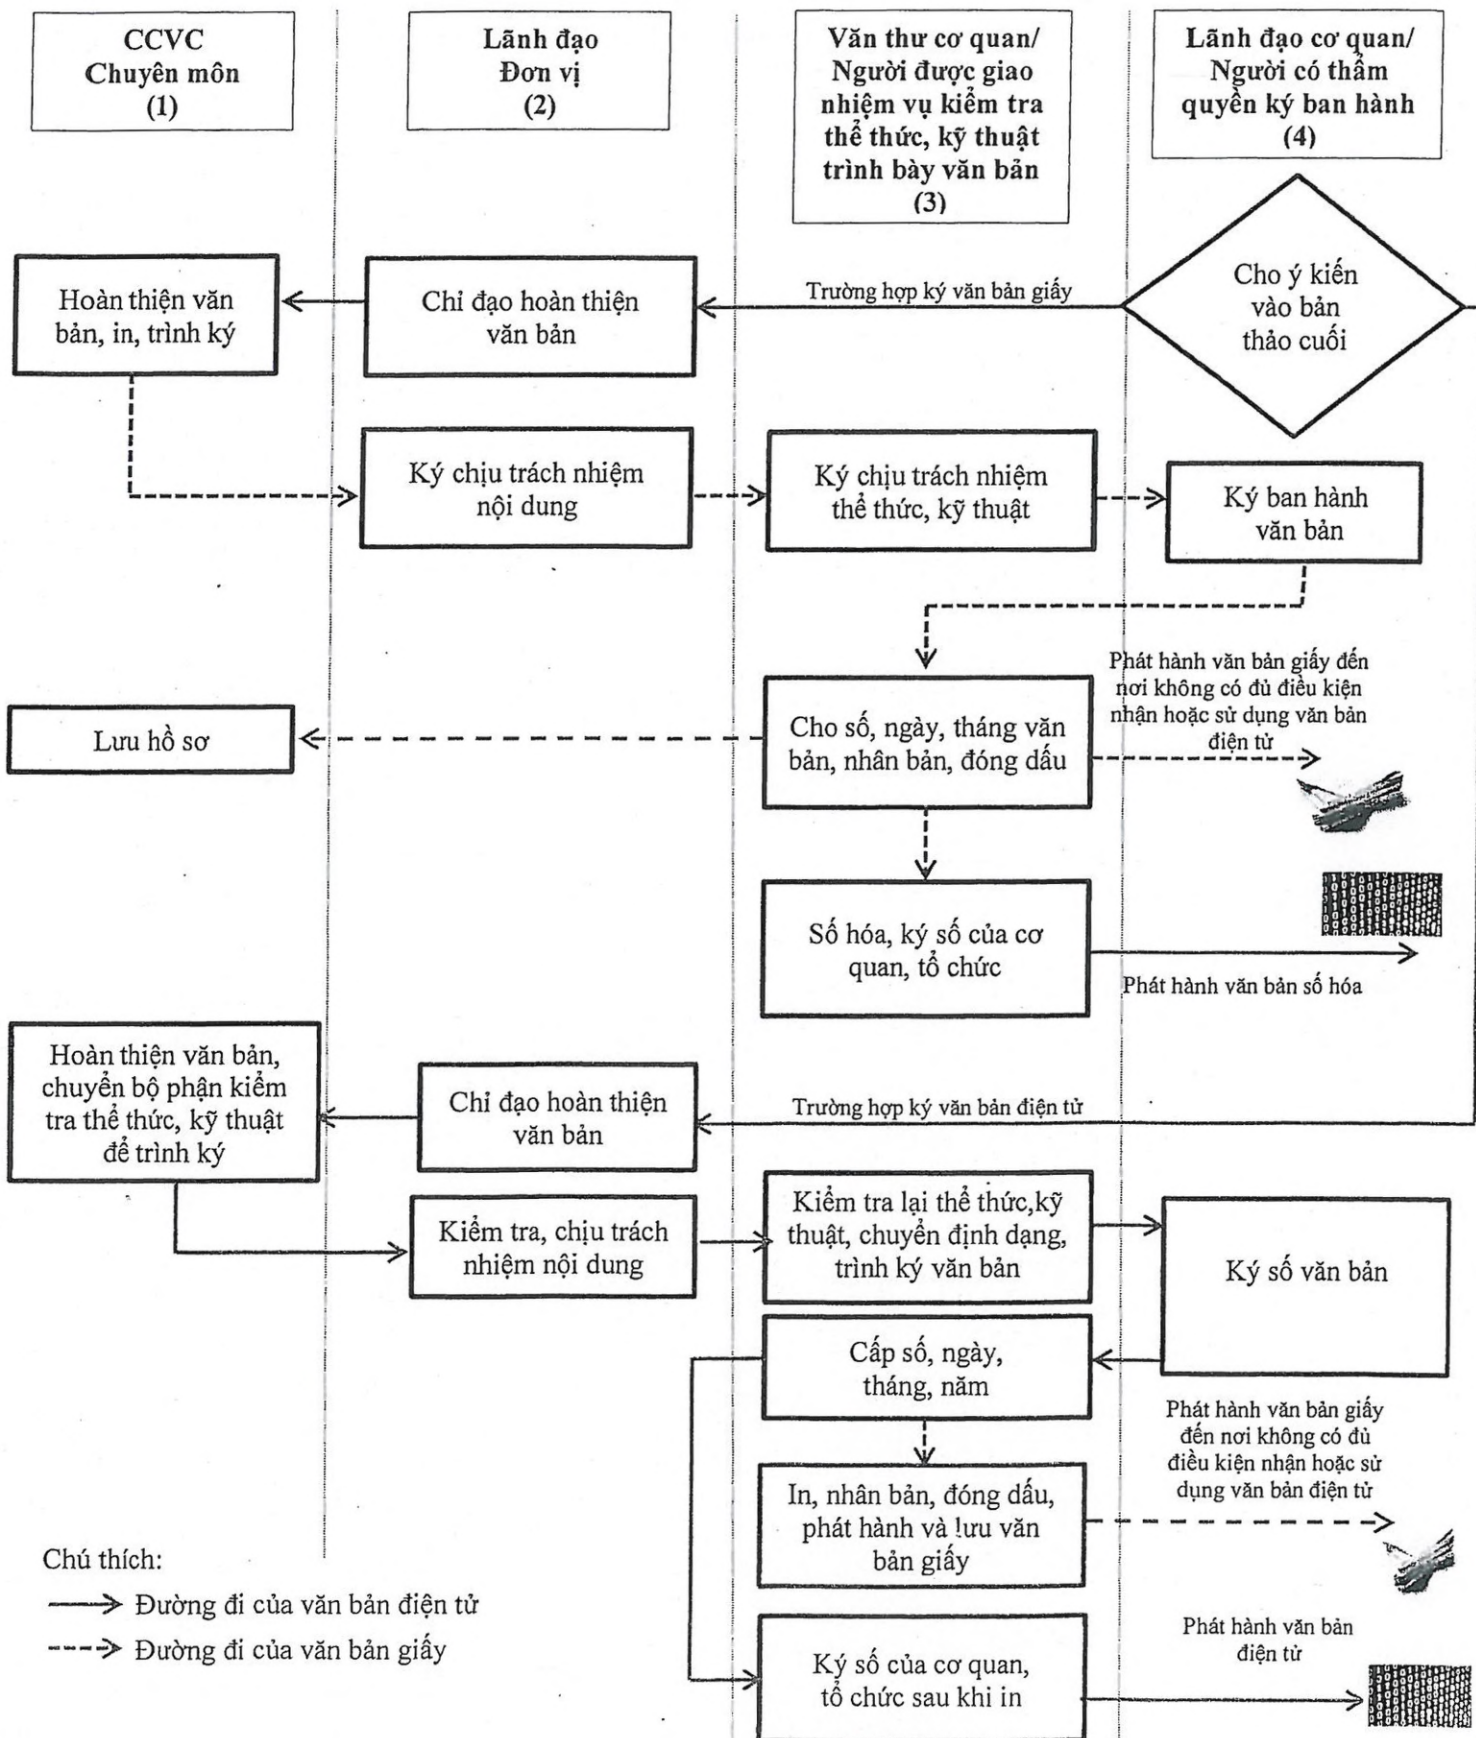 CCVC
Chuyên môn
(1)
Lãnh đạo
Đơn vị
(2)
Văn thư cơ quan/
Người được giao
nhiệm vụ kiểm tra
thể thức, kỹ thuật
trình bày văn bản
(3)
Lãnh đạo cơ quan/
Người có thẩm
quyền ký ban hành
(4)
Hoàn thiện văn
bản, in, trình ký
Chỉ đạo hoàn thiện
văn bản
Trường hợp ký văn bản giấy
Cho ý kiến
vào bản
thảo cuối
Ký chịu trách nhiệm
nội dung
Ký chịu trách nhiệm
thể thức, kỹ thuật
Ký ban hành
văn bản
Lưu hồ sơ
Cho số, ngày, tháng văn
bản, nhân bản, đóng dấu
Phát hành văn bản giấy đến
nơi không có đủ điều kiện
nhận hoặc sử dụng văn bản
điện tử
Số hóa, ký số của cơ
quan, tổ chức
Phát hành văn bản số hóa
Hoàn thiện văn bản,
chuyển bộ phận kiểm
tra thể thức, kỹ thuật
để trình ký
Chỉ đạo hoàn thiện
văn bản
Trường hợp ký văn bản điện tử
Kiểm tra, chịu trách
nhiệm nội dung
Kiểm tra lại thể thức,kỹ
thuật, chuyển định dạng,
trình ký văn bản
Ký số văn bản
Cấp số, ngày,
tháng, năm
Phát hành văn bản giấy
đến nơi không có đủ
điều kiện nhận hoặc sử
dụng văn bản điện tử
In, nhân bản, đóng dấu,
phát hành và lưu văn
bản giấy
Chú thích:
Đường đi của văn bản điện tử
Đường đi của văn bản giấy
Ký số của cơ quan,
tổ chức sau khi in
Phát hành văn bản
điện tử